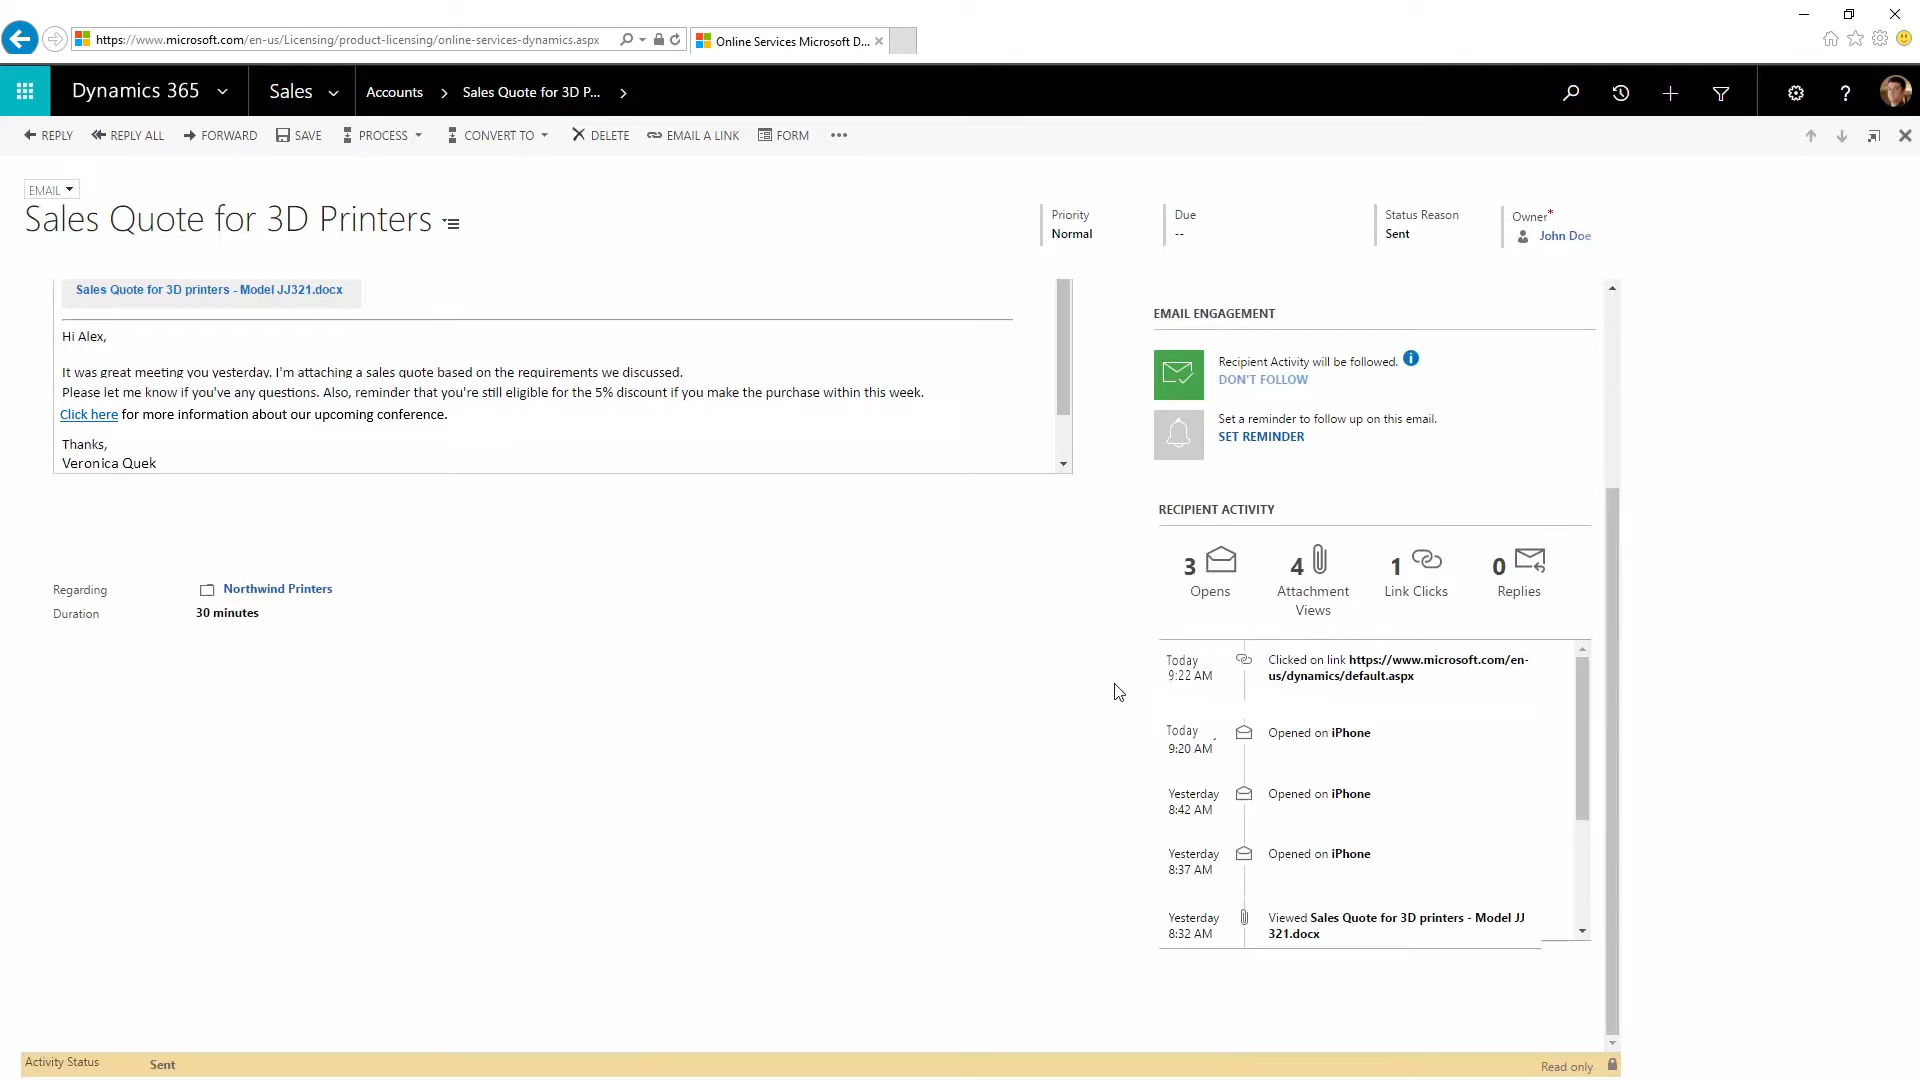 https://www.microsoft.com/en-us/Licensing/product-licensing/online-services-dynamics.aspx
Online Services Microsoft D...
Dynamics 365
Sales
Accounts
Sales Quote for 3D P...
REPLY
REPLY ALL
FORWARD
SAVE
PROCESS
CONVERT TO
DELETE
EMAIL A LINK
FORM
EMAIL
Sales Quote for 3D Printers
Priority
Normal
Due
--
Status Reason
Sent
Owner*
John Doe
Sales Quote for 3D printers - Model JJ321.docx
Hi Alex,
It was great meeting you yesterday. I'm attaching a sales quote based on the requirements we discussed.
Please let me know if you've any questions. Also, reminder that you're still eligible for the 5% discount if you make the purchase within this week.
Click here for more information about our upcoming conference.
Thanks,
Veronica Quek
Regarding
Northwind Printers
Duration
30 minutes
EMAIL ENGAGEMENT
Recipient Activity will be followed.
DON'T FOLLOW
Set a reminder to follow up on this email.
SET REMINDER
RECIPIENT ACTIVITY
3
Opens
4
Attachment
Views
1
Link Clicks
0
Replies
Today
9:22 AM
Clicked on link https://www.microsoft.com/en-
us/dynamics/default.aspx
Today
9:20 AM
Opened on iPhone
Yesterday
8:42 AM
Opened on iPhone
Yesterday
8:37 AM
Opened on iPhone
Yesterday
8:32 AM
Viewed Sales Quote for 3D printers - Model JJ
321.docx
Activity Status
Sent
Read only